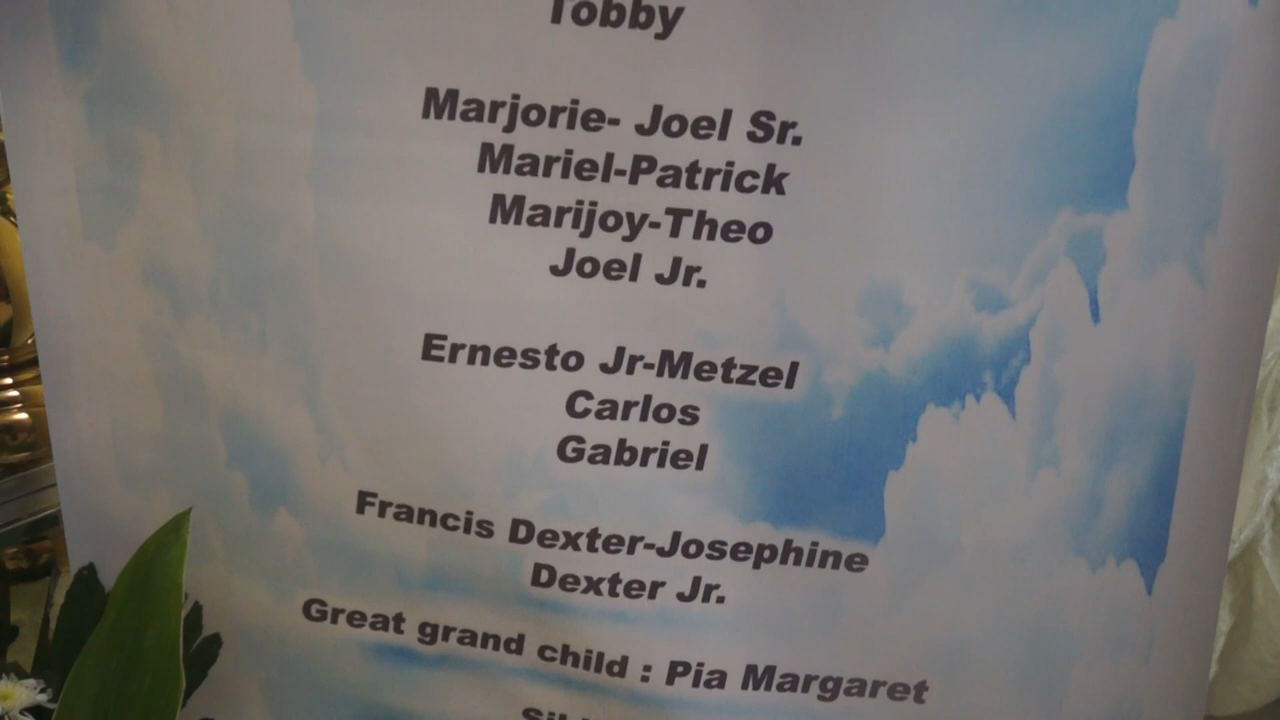 Tobby
Marjorie- Joel Sr.
Mariel-Patrick
Marijoy-Theo
Joel Jr.
Ernesto Jr-Metzel
Carlos
Gabriel
Francis Dexter-Josephine
Dexter Jr.
Great grand child : Pia Margaret